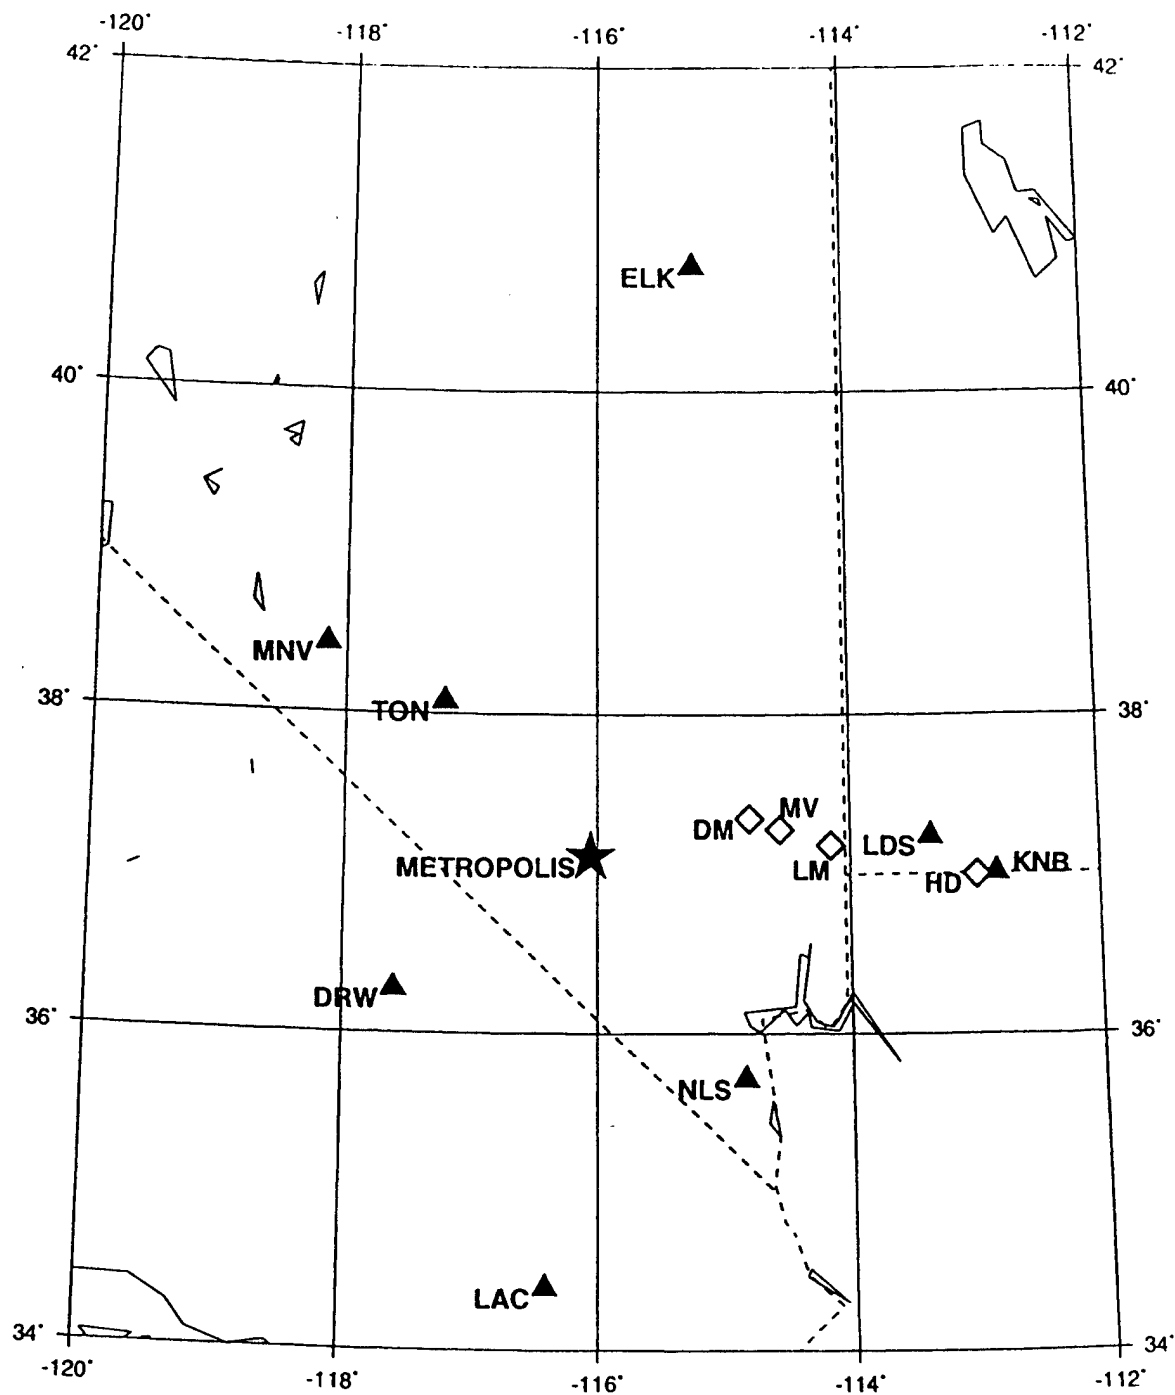 -120° -118° -116° -114° -112°
42° 42°
ELK
40° 40°
MNV
38° TON 38°
MV
DM
LDS
METROPOLIS LM KNB
HD
DRW
36° 36°
NLS
LAC
34° 34°
-120° -118° -116° -114° -112°